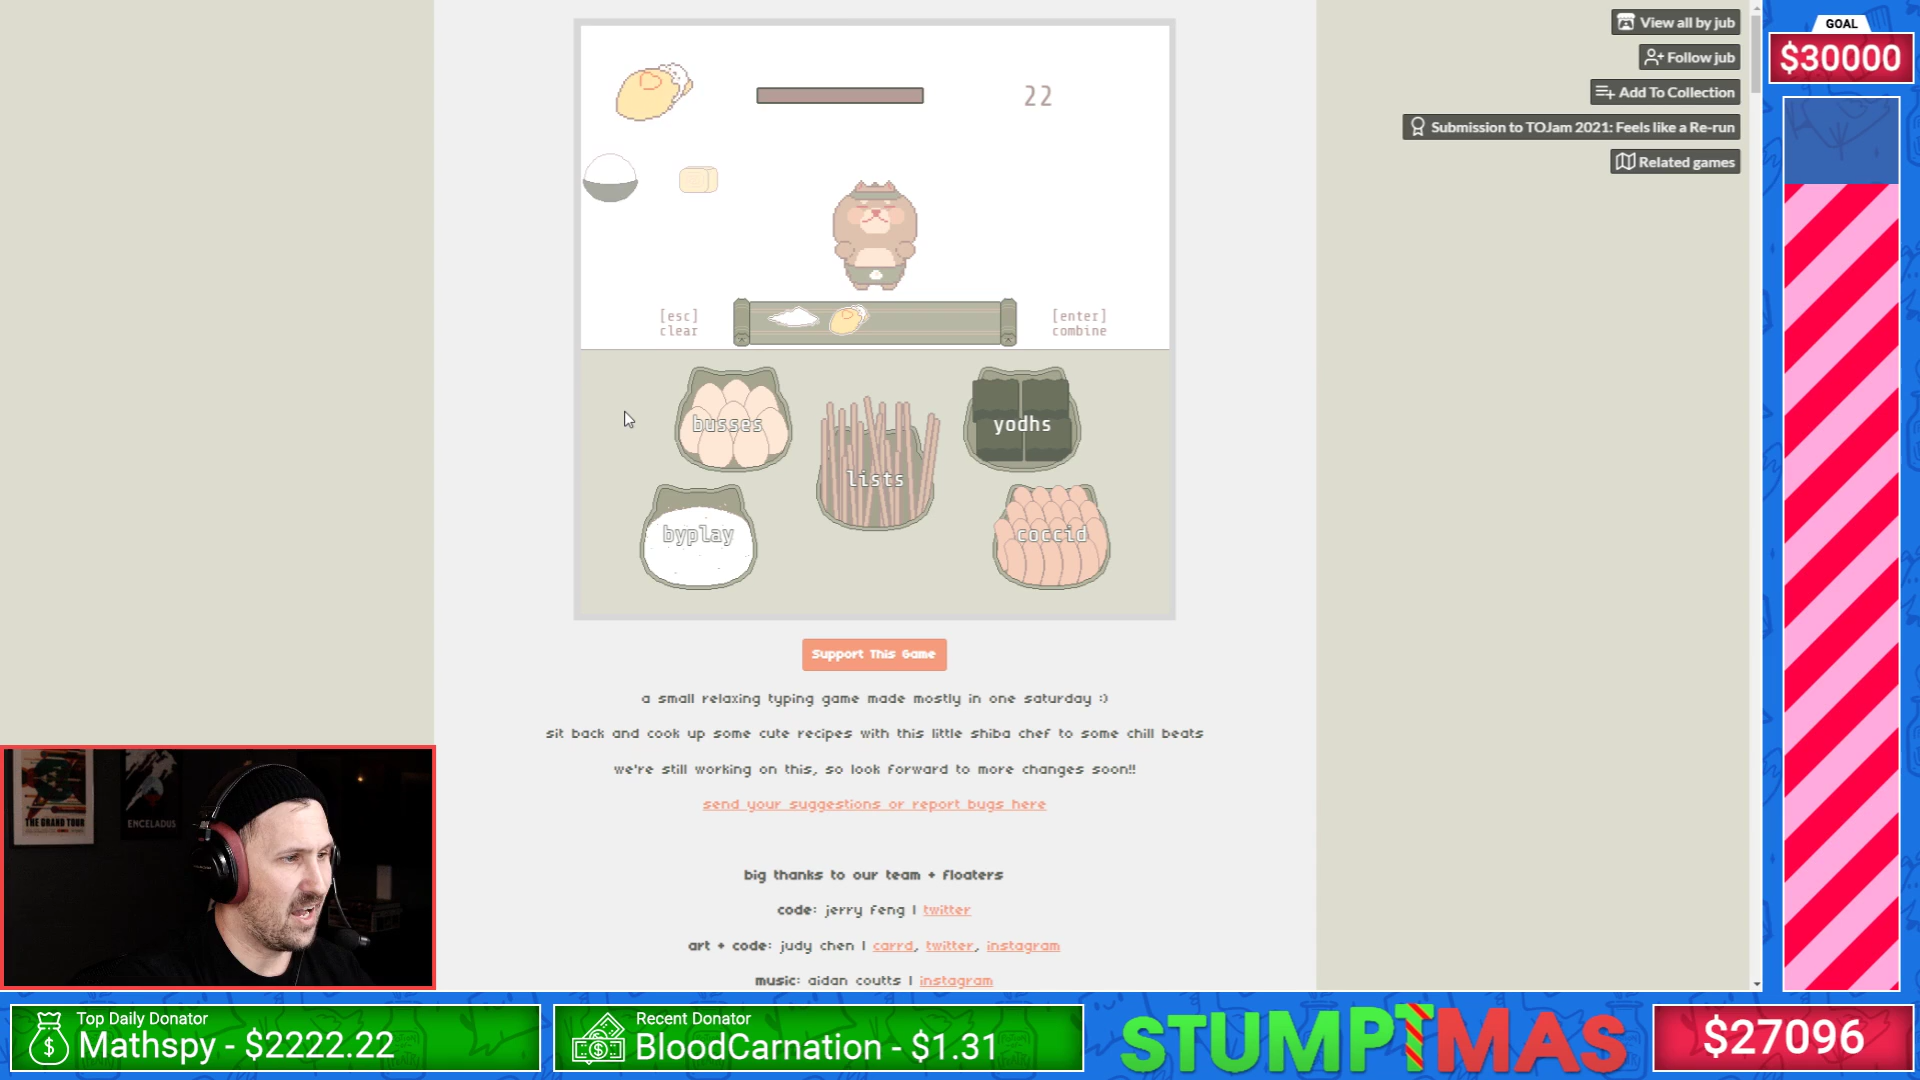 View all by jub
Follow jub
Add To Collection
Submission to TOJam 2021: Feels like a Re-run
Related games
GOAL
$30000
22
[esc]
clear
[enter]
combine
busses
yodhs
lists
byplay
coccid
Support This Game
a small relaxing typing game made mostly in one saturday :)
sit back and cook up some cute recipes with this little shiba chef to some chill beats
we're still working on this, so look forward to more changes soon!!
send your suggestions or report bugs here
big thanks to our team + floaters
code: jerry feng | twitter
art + code: judy chen | carrd, twitter, instagram
music: aidan coutts | instagram
THE GRAND TOUR
ENCELADUS
Top Daily Donator
Mathspy - $2222.22
Recent Donator
BloodCarnation - $1.31
STUMPTMAS
$27096